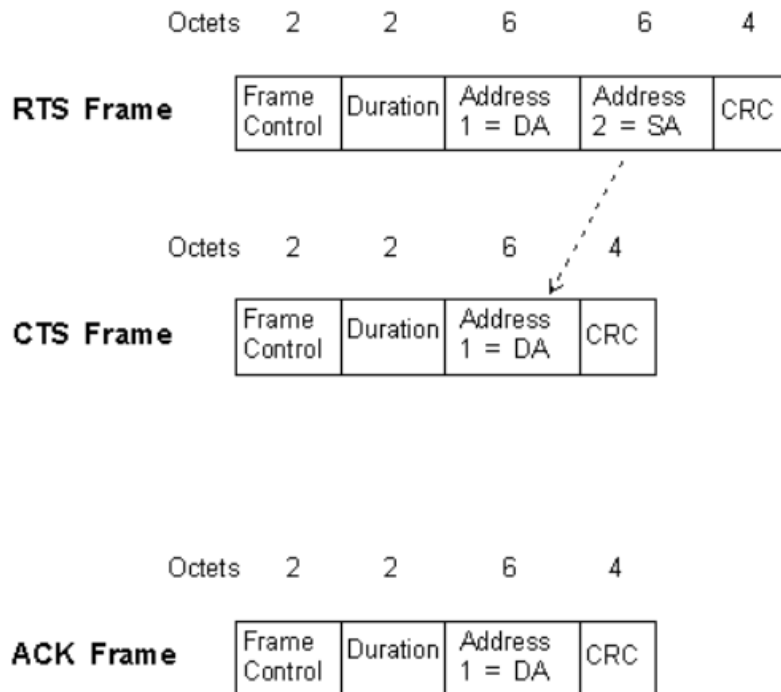 Octets 2 2 6 6 4
RTS Frame
Frame Control
Duration
Address 1 = DA
Address 2 = SA
CRC
Octets 2 2 6 4
CTS Frame
Frame Control
Duration
Address 1 = DA
CRC
Octets 2 2 6 4
ACK Frame
Frame Control
Duration
Address 1 = DA
CRC